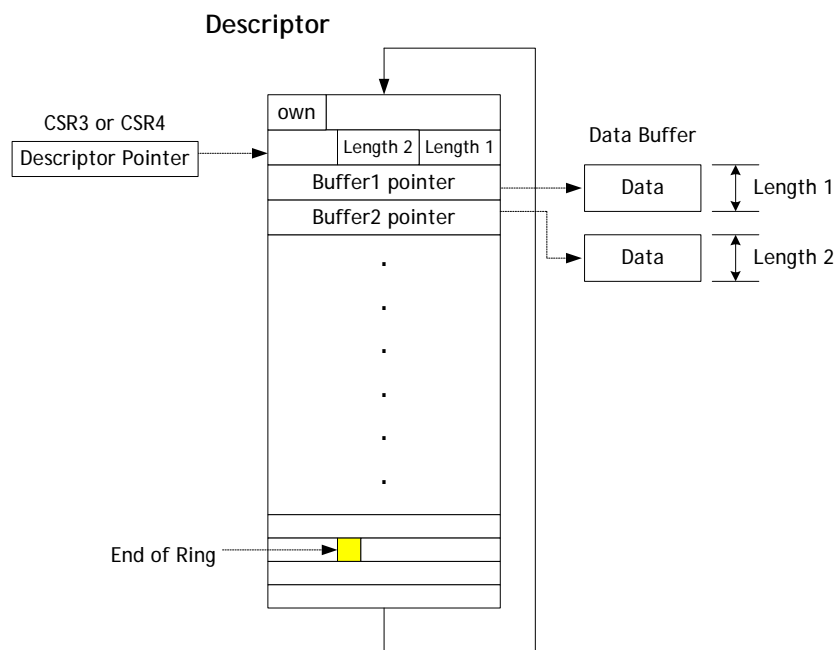 Descriptor
own
CSR3 or CSR4
Descriptor Pointer
Length 2
Length 1
Data Buffer
Buffer1 pointer
Data
Length 1
Buffer2 pointer
Data
Length 2
.
.
.
.
.
.
End of Ring